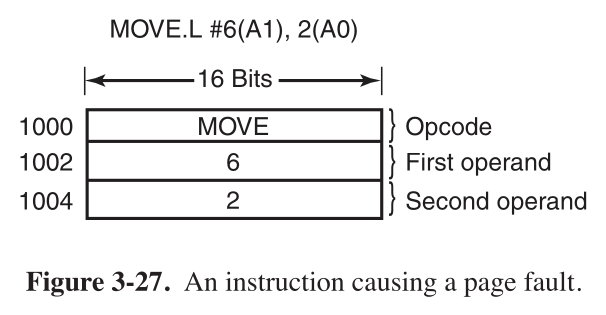 MOVE.L #6(A1), 2(A0)
16 Bits
1000 MOVE } Opcode
1002 6 } First operand
1004 2 } Second operand
Figure 3-27. An instruction causing a page fault.